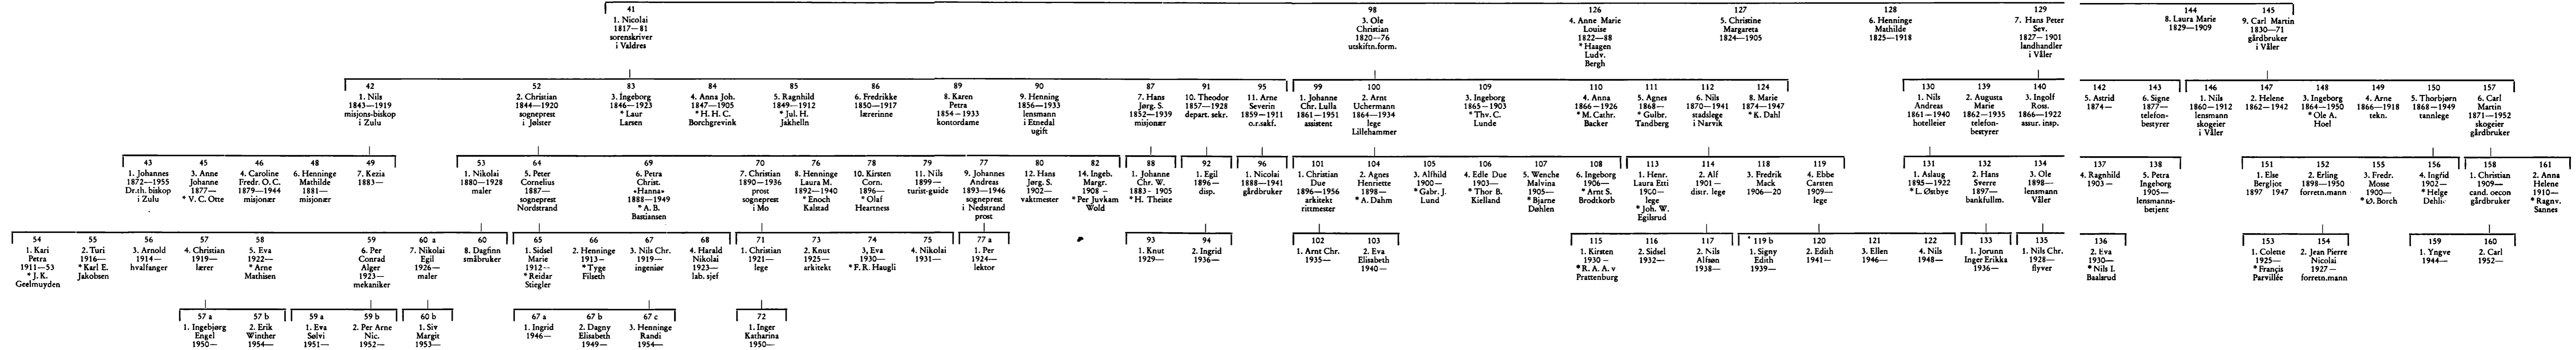 41
1. Nicolai
1817—81
sorenskriver
i Valdres
98
3. Ole
Christian
1820—76
utskiftn.form.
126
4. Anne Marie
Louise
1822—88
* Haagen
Ludv.
Bergh
127
5. Christine
Margareta
1824—1905
128
6. Henninge
Mathilde
1825—1918
129
7. Hans Peter
Sev.
1827—1901
landhandler
i Våler
144
8. Laura Marie
1829—1909
145
9. Carl Martin
1830—71
gårdbruker
i Våler
42
1. Nils
1843—1919
misjons-biskop
i Zulu
52
2. Christian
1844—1920
sogneprest
i Jølster
83
3. Ingeborg
1846—1923
* Laur
Larsen
84
4. Anna Joh.
1847—1905
* H. H. C.
Borchgrevink
85
5. Ragnhild
1849—1912
* Jul. H.
Jakhelln
86
6. Fredrikke
1850—1917
lærerinne
89
8. Karen
Petra
1854—1933
kontordame
90
9. Henning
1856—1933
lensmann
i Etnedal
ugift
87
7. Hans
Jørg. S.
1852—1939
misjonær
91
10. Theodor
1857—1928
depart. sekr.
95
11. Arne
Severin
1859—1911
o.r.sakf.
99
1. Johanne
Chr. Lulla
1861—1951
assistent
100
2. Arnt
Uchermann
1864—1934
lege
Lillehammer
109
3. Ingeborg
1865—1903
* Thv. C.
Lunde
110
4. Anna
1866—1926
* M. Cathr.
Backer
111
5. Agnes
1868—
* Gulbr.
Tandberg
112
6. Nils
1870—1941
stadslege
i Narvik
124
8. Marie
1874—1947
* K. Dahl
130
1. Nils
Andreas
1861—1940
hotelleier
139
2. Augusta
Marie
1862—1935
telefon-
bestyrer
140
3. Ingolf
Ross.
1866—1922
assur. insp.
142
5. Astrid
1874—
143
6. Signe
1877—
telefon-
bestyrer
146
1. Nils
1860—1912
lensmann
skogeier
i Våler
147
2. Helene
1862—1942
148
3. Ingeborg
1864—1950
* Ole A.
Hoel
149
4. Arne
1866—1918
tekn.
150
5. Thorbjørn
1868—1949
tannlege
157
6. Carl
Martin
1871—1952
skogeier
gårdbruker
43
1. Johannes
1872—1955
Dr.th. biskop
i Zulu
45
3. Anne
Johanne
1877—
* V. C. Otte
46
4. Caroline
Fredr. O. C.
1879—1944
misjonær
48
6. Henninge
Mathilde
1881—
misjonær
49
7. Kezia
1883—
53
1. Nikolai
1880—1928
maler
64
5. Peter
Cornelius
1887—
sogneprest
Nordstrand
69
6. Petra
Christ.
«Hanna»
1888—1949
* A. B.
Bastiansen
70
7. Christian
1890—1936
prost
sogneprest
i Mo
76
8. Henninge
Laura M.
1892—1940
* Enoch
Kalstad
78
10. Kirsten
Corn.
1896—
* Olaf
Heartness
79
11. Nils
1899—
turist-guide
77
9. Johannes
Andreas
1893—1946
sogneprest
i Nedstrand
prost
80
12. Hans
Jørg. S.
1902—
vaktmester
82
14. Ingeb.
Margr.
1908 —
* Per Juvkam
Wold
88
1. Johanne
Chr. W.
1883 - 1905
* H. Theiste
92
1. Egil
1896—
disp.
96
1. Nicolai
1888—1941
gårdbruker
101
1. Christian
Due
1896—1956
arkitekt
rittmester
104
2. Agnes
Henriette
1898—
* A. Dahm
105
3. Alfhild
1900—
* Gabr. J.
Lund
106
4. Edle Due
1903—
* Thor B.
Kielland
107
5. Wenche
Malvina
1905—
* Bjarne
Døhlen
108
6. Ingeborg
1906—
* Arnt S.
Brodtkorb
113
1. Henr.
Laura Etti
1900—
lege
* Joh. W.
Egilsrud
114
2. Alf
1901—
distr. lege
118
3. Fredrik
Mack
1906—20
119
4. Ebbe
Carsten
1909—
lege
131
1. Aslaug
1895—1922
* L. Østbye
132
2. Hans
Sverre
1897—
bankfullm.
134
3. Ole
1898—
lensmann
Våler
137
4. Ragnhild
1903—
138
5. Petra
Ingeborg
1905—
lensmanns-
betjent
151
1. Else
Bergljot
1897 1947
152
2. Erling
1898—1950
forretn.mann
155
3. Fredr.
Mosse
1900—
* Ø. Borch
156
4. Ingrid
1902—
* Helge
Dehli
158
1. Christian
1909—
cand. oecon
gårdbruker
161
2. Anna
Helene
1910—
* Ragnv.
Sannes
54
1. Kari
Petra
1911—53
* J. K.
Geelmuyden
55
2. Turi
1916—
* Karl E.
Jakobsen
56
3. Arnold
1914—
hvalfanger
57
4. Christian
1919—
lærer
58
5. Eva
1922—
* Arne
Mathisen
59
6. Per
Conrad
Alger
1923—
mekaniker
60 a
7. Nikolai
Egil
1926—
maler
60
8. Dagfinn
småbruker
65
1. Sidsel
Marie
1912--
* Reidar
Stiegler
66
2. Henninge
1913—
* Tyge
Filseth
67
3. Nils Chr.
1919—
ingeniør
68
4. Harald
Nikolai
1923—
lab. sjef
71
1. Christian
1921—
lege
73
2. Knut
1925—
arkitekt
74
3. Eva
1930—
* F. R. Haugli
75
4. Nikolai
1931—
77 a
1. Per
1924—
lektor
93
1. Knut
1929—
94
2. Ingrid
1936—
102
1. Arnt Chr.
1935—
103
2. Eva
Elisabeth
1940—
115
1. Kirsten
1930 —
* R. A. A. v
Prattenburg
116
2. Sidsel
1932—
117
2. Nils
Alfsøn
1938—
119 b
1. Signy
Edith
1939—
120
2. Edith
1941—
121
3. Ellen
1946—
122
4. Nils
1948—
133
1. Jorunn
Inger Erikka
1936—
135
1. Nils Chr.
1928—
flyver
136
2. Eva
1930—
* Nils I.
Baalsrud
153
1. Colette
1925—
* Françis
Parvillée
154
2. Jean Pierre
Nicolai
1927 —
forretn.mann
159
1. Yngve
1944—
160
2. Carl
1952—
57 a
1. Ingebjørg
Engel
1950—
57 b
2. Erik
Winther
1954—
59 a
1. Eva
Sølvi
1951—
59 b
2. Per Arne
Nic.
1952—
60 b
1. Siv
Margit
1953—
67 a
1. Ingrid
1946—
67 b
2. Dagny
Elisabeth
1949—
67 c
3. Henninge
Randi
1954—
72
1. Inger
Katharina
1950—